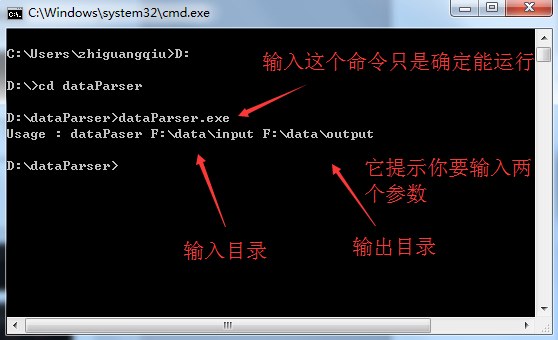 C:\Windows\system32\cmd.exe
C:\Users\zhiguangqiu>D:
输入这个命令只是确定能运行
D:\>cd dataParser
D:\dataParser>dataParser.exe
Usage : dataPaser F:\data\input F:\data\output
D:\dataParser>
它提示你要输入两
个参数
输入目录
输出目录